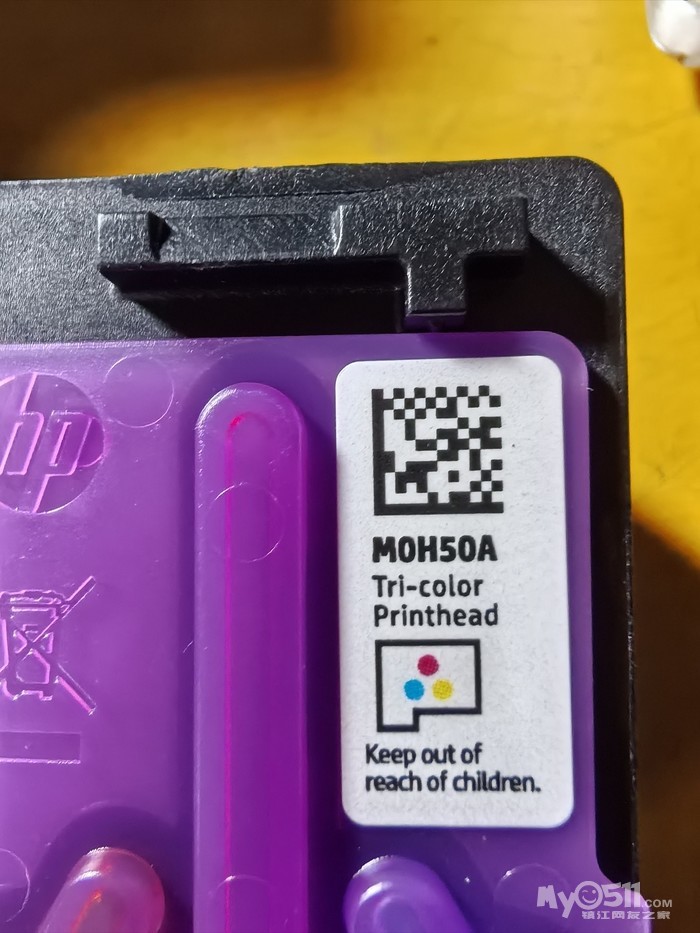 hp
M0H50A
Tri-color
Printhead
Keep out of
reach of children.
My0511.COM
镇江网友之家